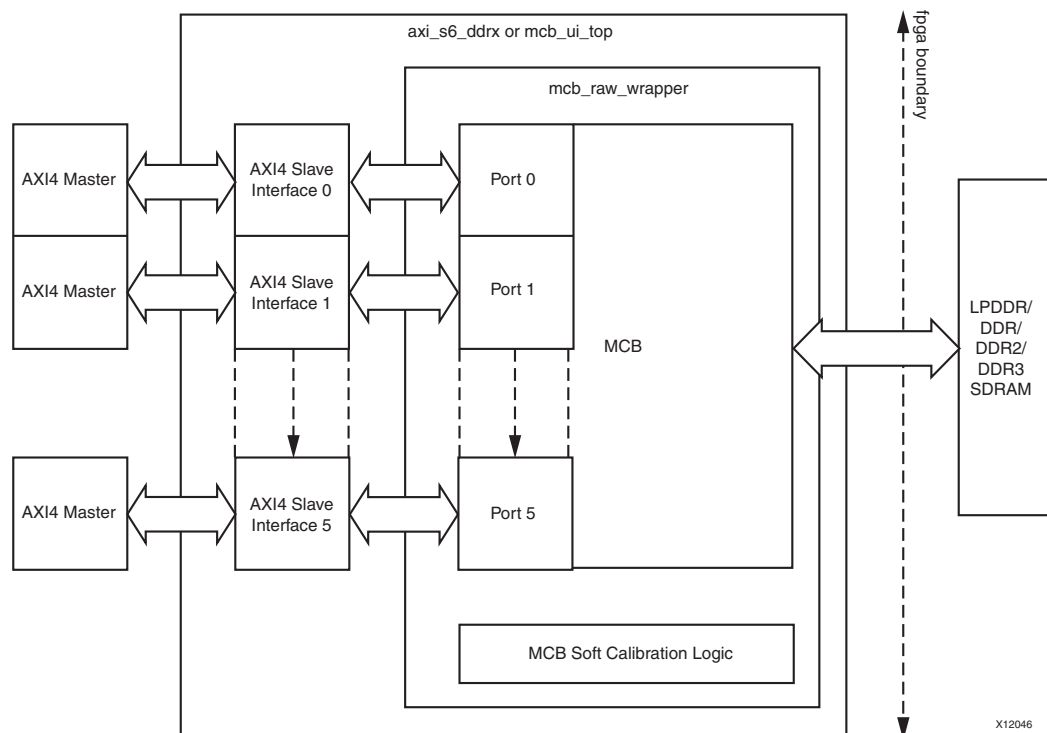 axi_s6_ddrx or mcb_ui_top
fpga boundary
mcb_raw_wrapper
AXI4 Master
AXI4 Slave
Interface 0
Port 0
AXI4 Master
AXI4 Slave
Interface 1
Port 1
MCB
LPDDR/
DDR/
DDR2/
DDR3
SDRAM
AXI4 Master
AXI4 Slave
Interface 5
Port 5
MCB Soft Calibration Logic
X12046